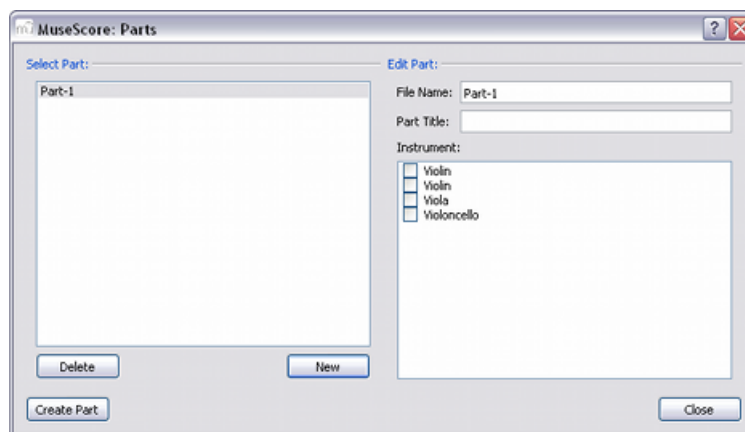 MuseScore: Parts
Select Part:
Part-1
Delete
New
Create Part
Edit Part:
File Name: Part-1
Part Title:
Instrument:
Violin
Violin
Viola
Violoncello
Close